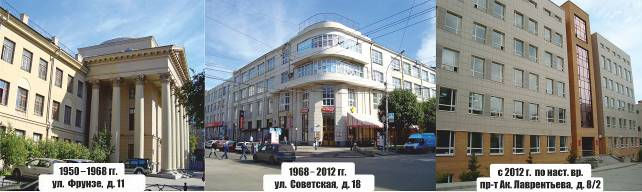 1950 –1968 гг.
ул. Фрунзе, д. 11
1968 - 2012 гг.
ул. Советская, д. 18
с 2012 г. по наст. вр.
пр-т Ак. Лаврентьева, д. 8/2